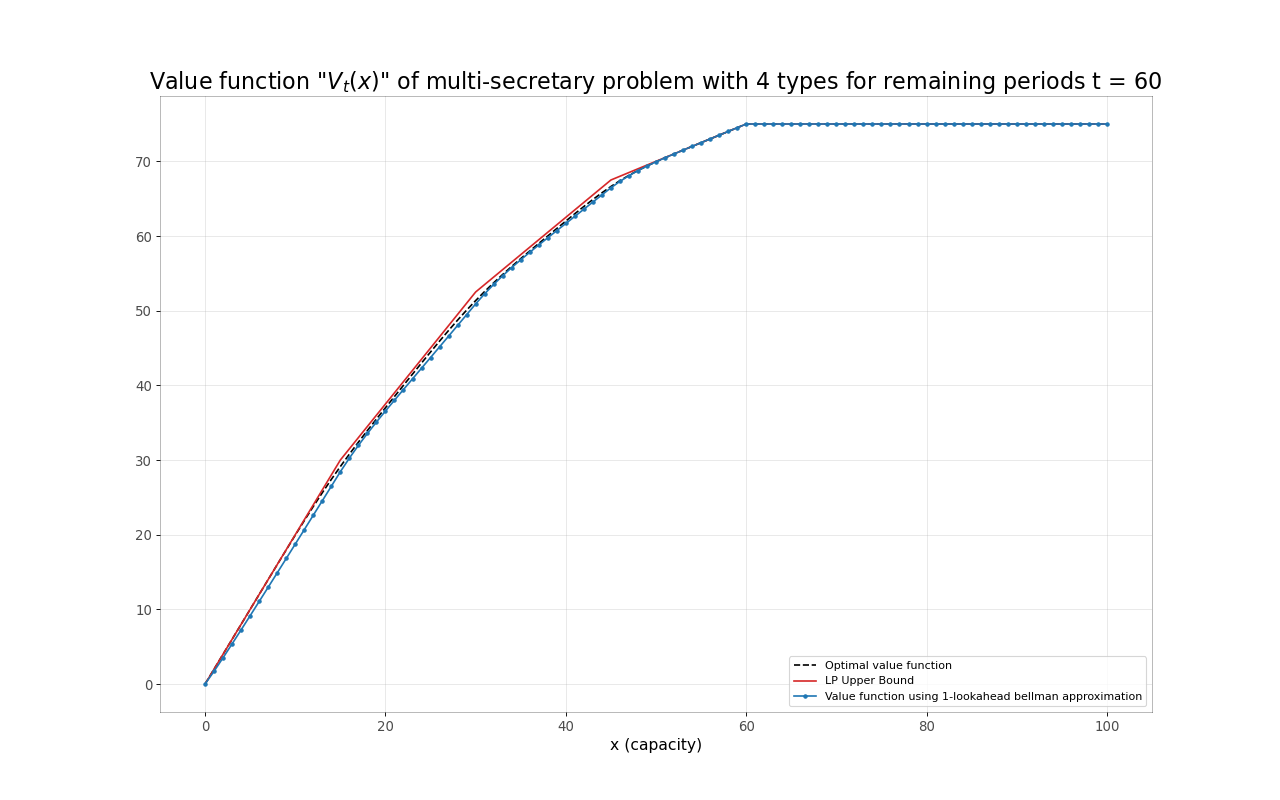 Value function "V_t(x)" of multi-secretary problem with 4 types for remaining periods t = 60
70
60
50
40
30
20
10
0
0 20 40 60 80 100
x (capacity)
Optimal value function
LP Upper Bound
Value function using 1-lookahead bellman approximation